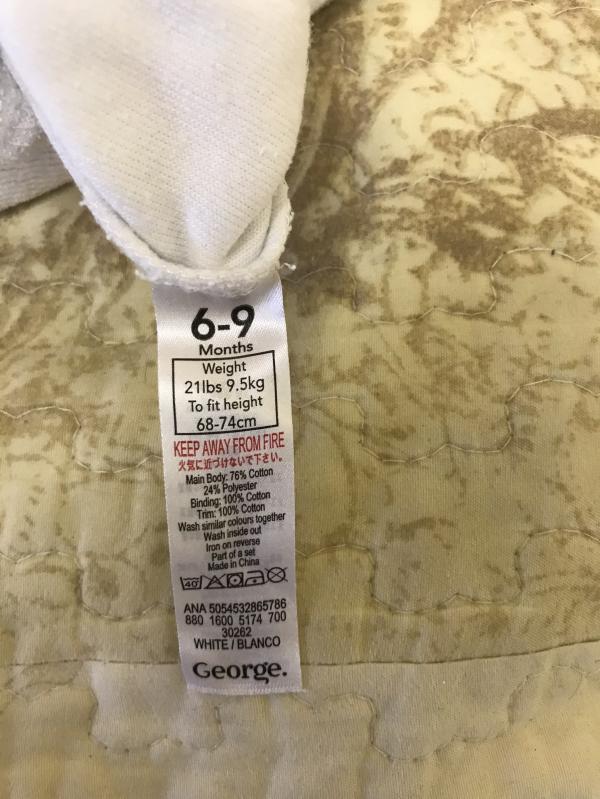 6-9
Months
Weight
21lbs 9.5kg
To fit height
68-74cm
KEEP AWAY FROM FIRE
火気に近づけないで下さい。
Main Body: 76% Cotton
24% Polyester
Binding: 100% Cotton
Trim: 100% Cotton
Wash similar colours together
Wash inside out
Iron on reverse
Part of a set
Made in China
40°
ANA 5054532865786
880 1600 5174 700
30262
WHITE / BLANCO
George.